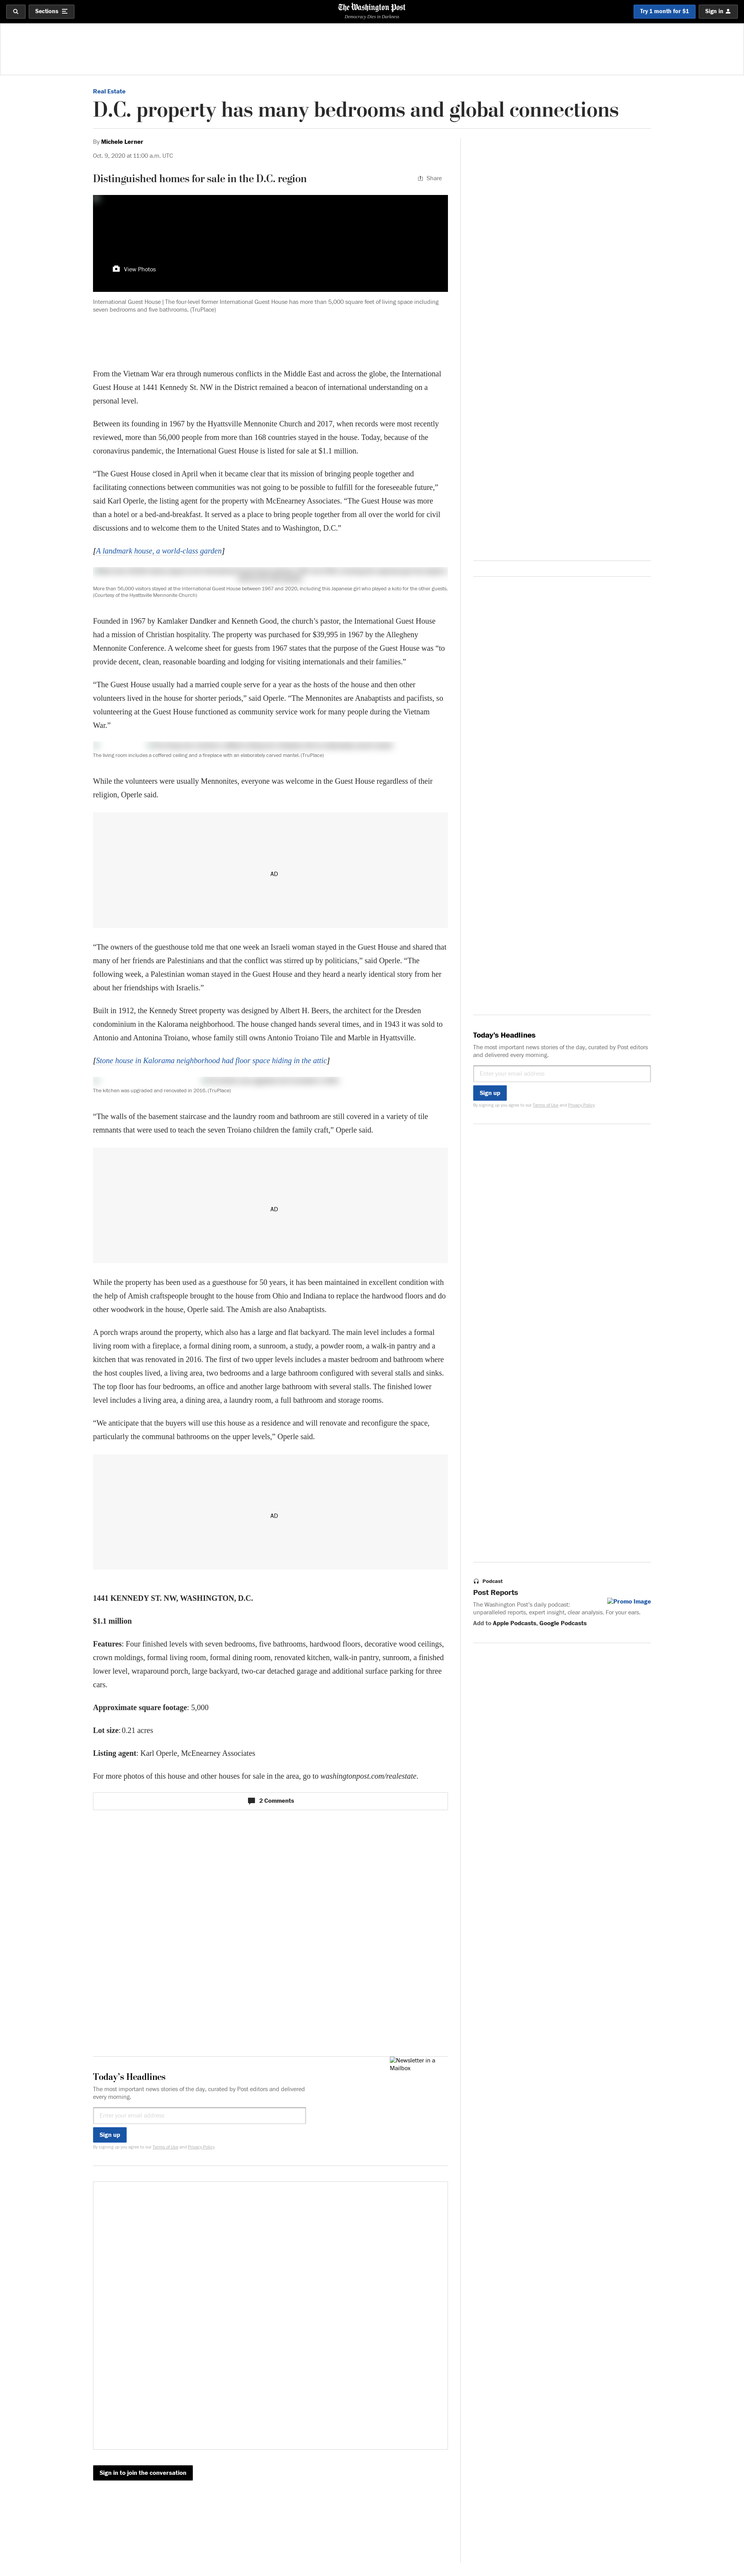 Sections
The Washington Post
Democracy Dies in Darkness
Try 1 month for $1
Sign in
Real Estate
D.C. property has many bedrooms and global connections
By Michele Lerner
Oct. 9, 2020 at 11:00 a.m. UTC
Distinguished homes for sale in the D.C. region
Share
View Photos
International Guest House | The four-level former International Guest House has more than 5,000 square feet of living space including
seven bedrooms and five bathrooms. (TruPlace)
From the Vietnam War era through numerous conflicts in the Middle East and across the globe, the International
Guest House at 1441 Kennedy St. NW in the District remained a beacon of international understanding on a
personal level.
Between its founding in 1967 by the Hyattsville Mennonite Church and 2017, when records were most recently
reviewed, more than 56,000 people from more than 168 countries stayed in the house. Today, because of the
coronavirus pandemic, the International Guest House is listed for sale at $1.1 million.
“The Guest House closed in April when it became clear that its mission of bringing people together and
facilitating connections between communities was not going to be possible to fulfill for the foreseeable future,”
said Karl Operle, the listing agent for the property with McEnearney Associates. “The Guest House was more
than a hotel or a bed-and-breakfast. It served as a place to bring people together from all over the world for civil
discussions and to welcome them to the United States and to Washington, D.C.”
[A landmark house, a world-class garden]
More than 56,000 visitors stayed at the International Guest House between 1967 and 2020, including this Japanese girl who played a koto for the other guests.
(Courtesy of the Hyattsville Mennonite Church)
Founded in 1967 by Kamlaker Dandker and Kenneth Good, the church’s pastor, the International Guest House
had a mission of Christian hospitality. The property was purchased for $39,995 in 1967 by the Allegheny
Mennonite Conference. A welcome sheet for guests from 1967 states that the purpose of the Guest House was “to
provide decent, clean, reasonable boarding and lodging for visiting internationals and their families.”
“The Guest House usually had a married couple serve for a year as the hosts of the house and then other
volunteers lived in the house for shorter periods,” said Operle. “The Mennonites are Anabaptists and pacifists, so
volunteering at the Guest House functioned as community service work for many people during the Vietnam
War.”
The living room includes a coffered ceiling and a fireplace with an elaborately carved mantel. (TruPlace)
While the volunteers were usually Mennonites, everyone was welcome in the Guest House regardless of their
religion, Operle said.
AD
“The owners of the guesthouse told me that one week an Israeli woman stayed in the Guest House and shared that
many of her friends are Palestinians and that the conflict was stirred up by politicians,” said Operle. “The
following week, a Palestinian woman stayed in the Guest House and they heard a nearly identical story from her
about her friendships with Israelis.”
Built in 1912, the Kennedy Street property was designed by Albert H. Beers, the architect for the Dresden
condominium in the Kalorama neighborhood. The house changed hands several times, and in 1943 it was sold to
Antonio and Antonina Troiano, whose family still owns Antonio Troiano Tile and Marble in Hyattsville.
[Stone house in Kalorama neighborhood had floor space hiding in the attic]
The kitchen was upgraded and renovated in 2016. (TruPlace)
“The walls of the basement staircase and the laundry room and bathroom are still covered in a variety of tile
remnants that were used to teach the seven Troiano children the family craft,” Operle said.
AD
While the property has been used as a guesthouse for 50 years, it has been maintained in excellent condition with
the help of Amish craftspeople brought to the house from Ohio and Indiana to replace the hardwood floors and do
other woodwork in the house, Operle said. The Amish are also Anabaptists.
A porch wraps around the property, which also has a large and flat backyard. The main level includes a formal
living room with a fireplace, a formal dining room, a sunroom, a study, a powder room, a walk-in pantry and a
kitchen that was renovated in 2016. The first of two upper levels includes a master bedroom and bathroom where
the host couples lived, a living area, two bedrooms and a large bathroom configured with several stalls and sinks.
The top floor has four bedrooms, an office and another large bathroom with several stalls. The finished lower
level includes a living area, a dining area, a laundry room, a full bathroom and storage rooms.
“We anticipate that the buyers will use this house as a residence and will renovate and reconfigure the space,
particularly the communal bathrooms on the upper levels,” Operle said.
AD
1441 KENNEDY ST. NW, WASHINGTON, D.C.
$1.1 million
Features: Four finished levels with seven bedrooms, five bathrooms, hardwood floors, decorative wood ceilings,
crown moldings, formal living room, formal dining room, renovated kitchen, walk-in pantry, sunroom, a finished
lower level, wraparound porch, large backyard, two-car detached garage and additional surface parking for three
cars.
Approximate square footage: 5,000
Lot size: 0.21 acres
Listing agent: Karl Operle, McEnearney Associates
For more photos of this house and other houses for sale in the area, go to washingtonpost.com/realestate.
2 Comments
Newsletter in a
Mailbox
Today’s Headlines
The most important news stories of the day, curated by Post editors and delivered
every morning.
Enter your email address
Sign up
By signing up you agree to our Terms of Use and Privacy Policy
Sign in to join the conversation
Today’s Headlines
The most important news stories of the day, curated by Post editors
and delivered every morning.
Enter your email address
Sign up
By signing up you agree to our Terms of Use and Privacy Policy
Podcast
Post Reports
Promo Image
The Washington Post’s daily podcast:
unparalleled reports, expert insight, clear analysis. For your ears.
Add to Apple Podcasts, Google Podcasts